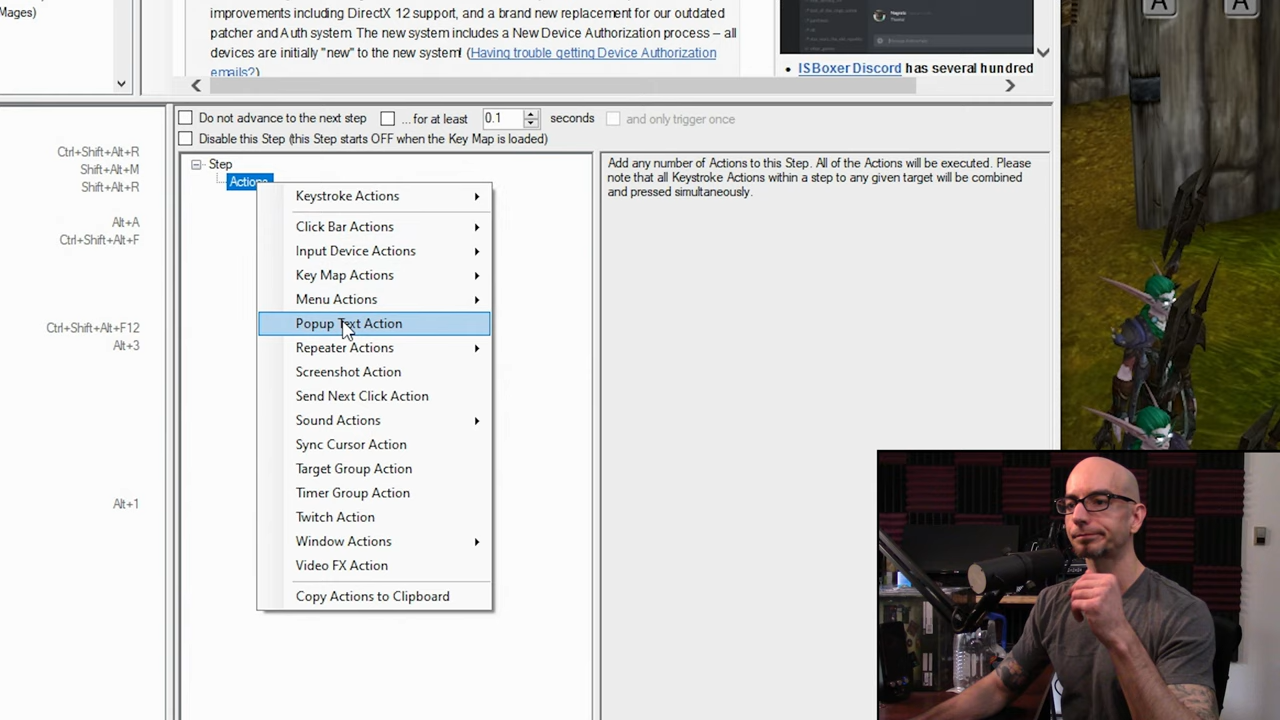 improvements including DirectX 12 support, and a brand new replacement for our outdated
patcher and Auth system. The new system includes a New Device Authorization process -- all
devices are initially "new" to the new system! (Having trouble getting Device Authorization
emails?)
• ISBoxer Discord has several hundred
A
A
Mages)
Ctrl+Shift+Alt+R
Shift+Alt+M
Shift+Alt+R
Alt+A
Ctrl+Shift+Alt+F
Ctrl+Shift+Alt+F12
Alt+3
Alt+1
Do not advance to the next step
... for at least
0.1
seconds
and only trigger once
Disable this Step (this Step starts OFF when the Key Map is loaded)
Step
Actions
Keystroke Actions
Click Bar Actions
Input Device Actions
Key Map Actions
Menu Actions
Popup Text Action
Repeater Actions
Screenshot Action
Send Next Click Action
Sound Actions
Sync Cursor Action
Target Group Action
Timer Group Action
Twitch Action
Window Actions
Video FX Action
Copy Actions to Clipboard
Add any number of Actions to this Step. All of the Actions will be executed. Please
note that all Keystroke Actions within a step to any given target will be combined
and pressed simultaneously.